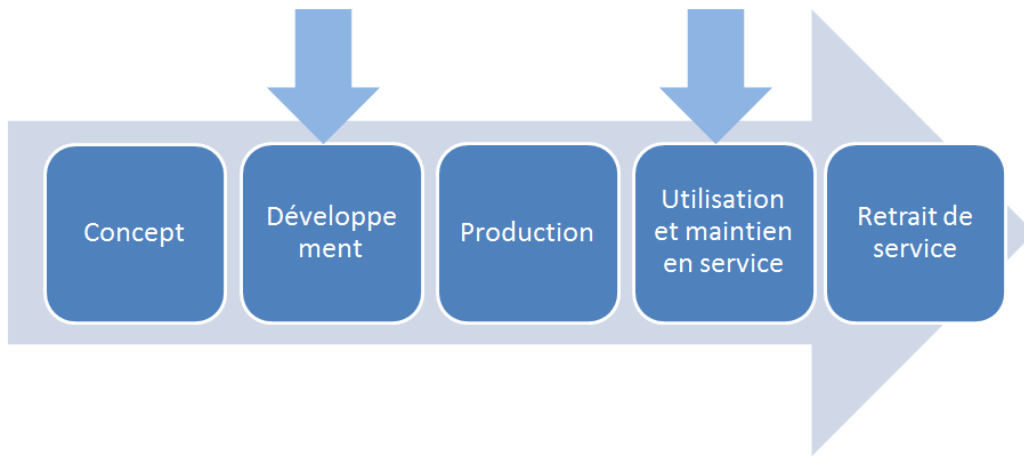 Concept
Développe
ment
Production
Utilisation
et maintien
en service
Retrait de
service